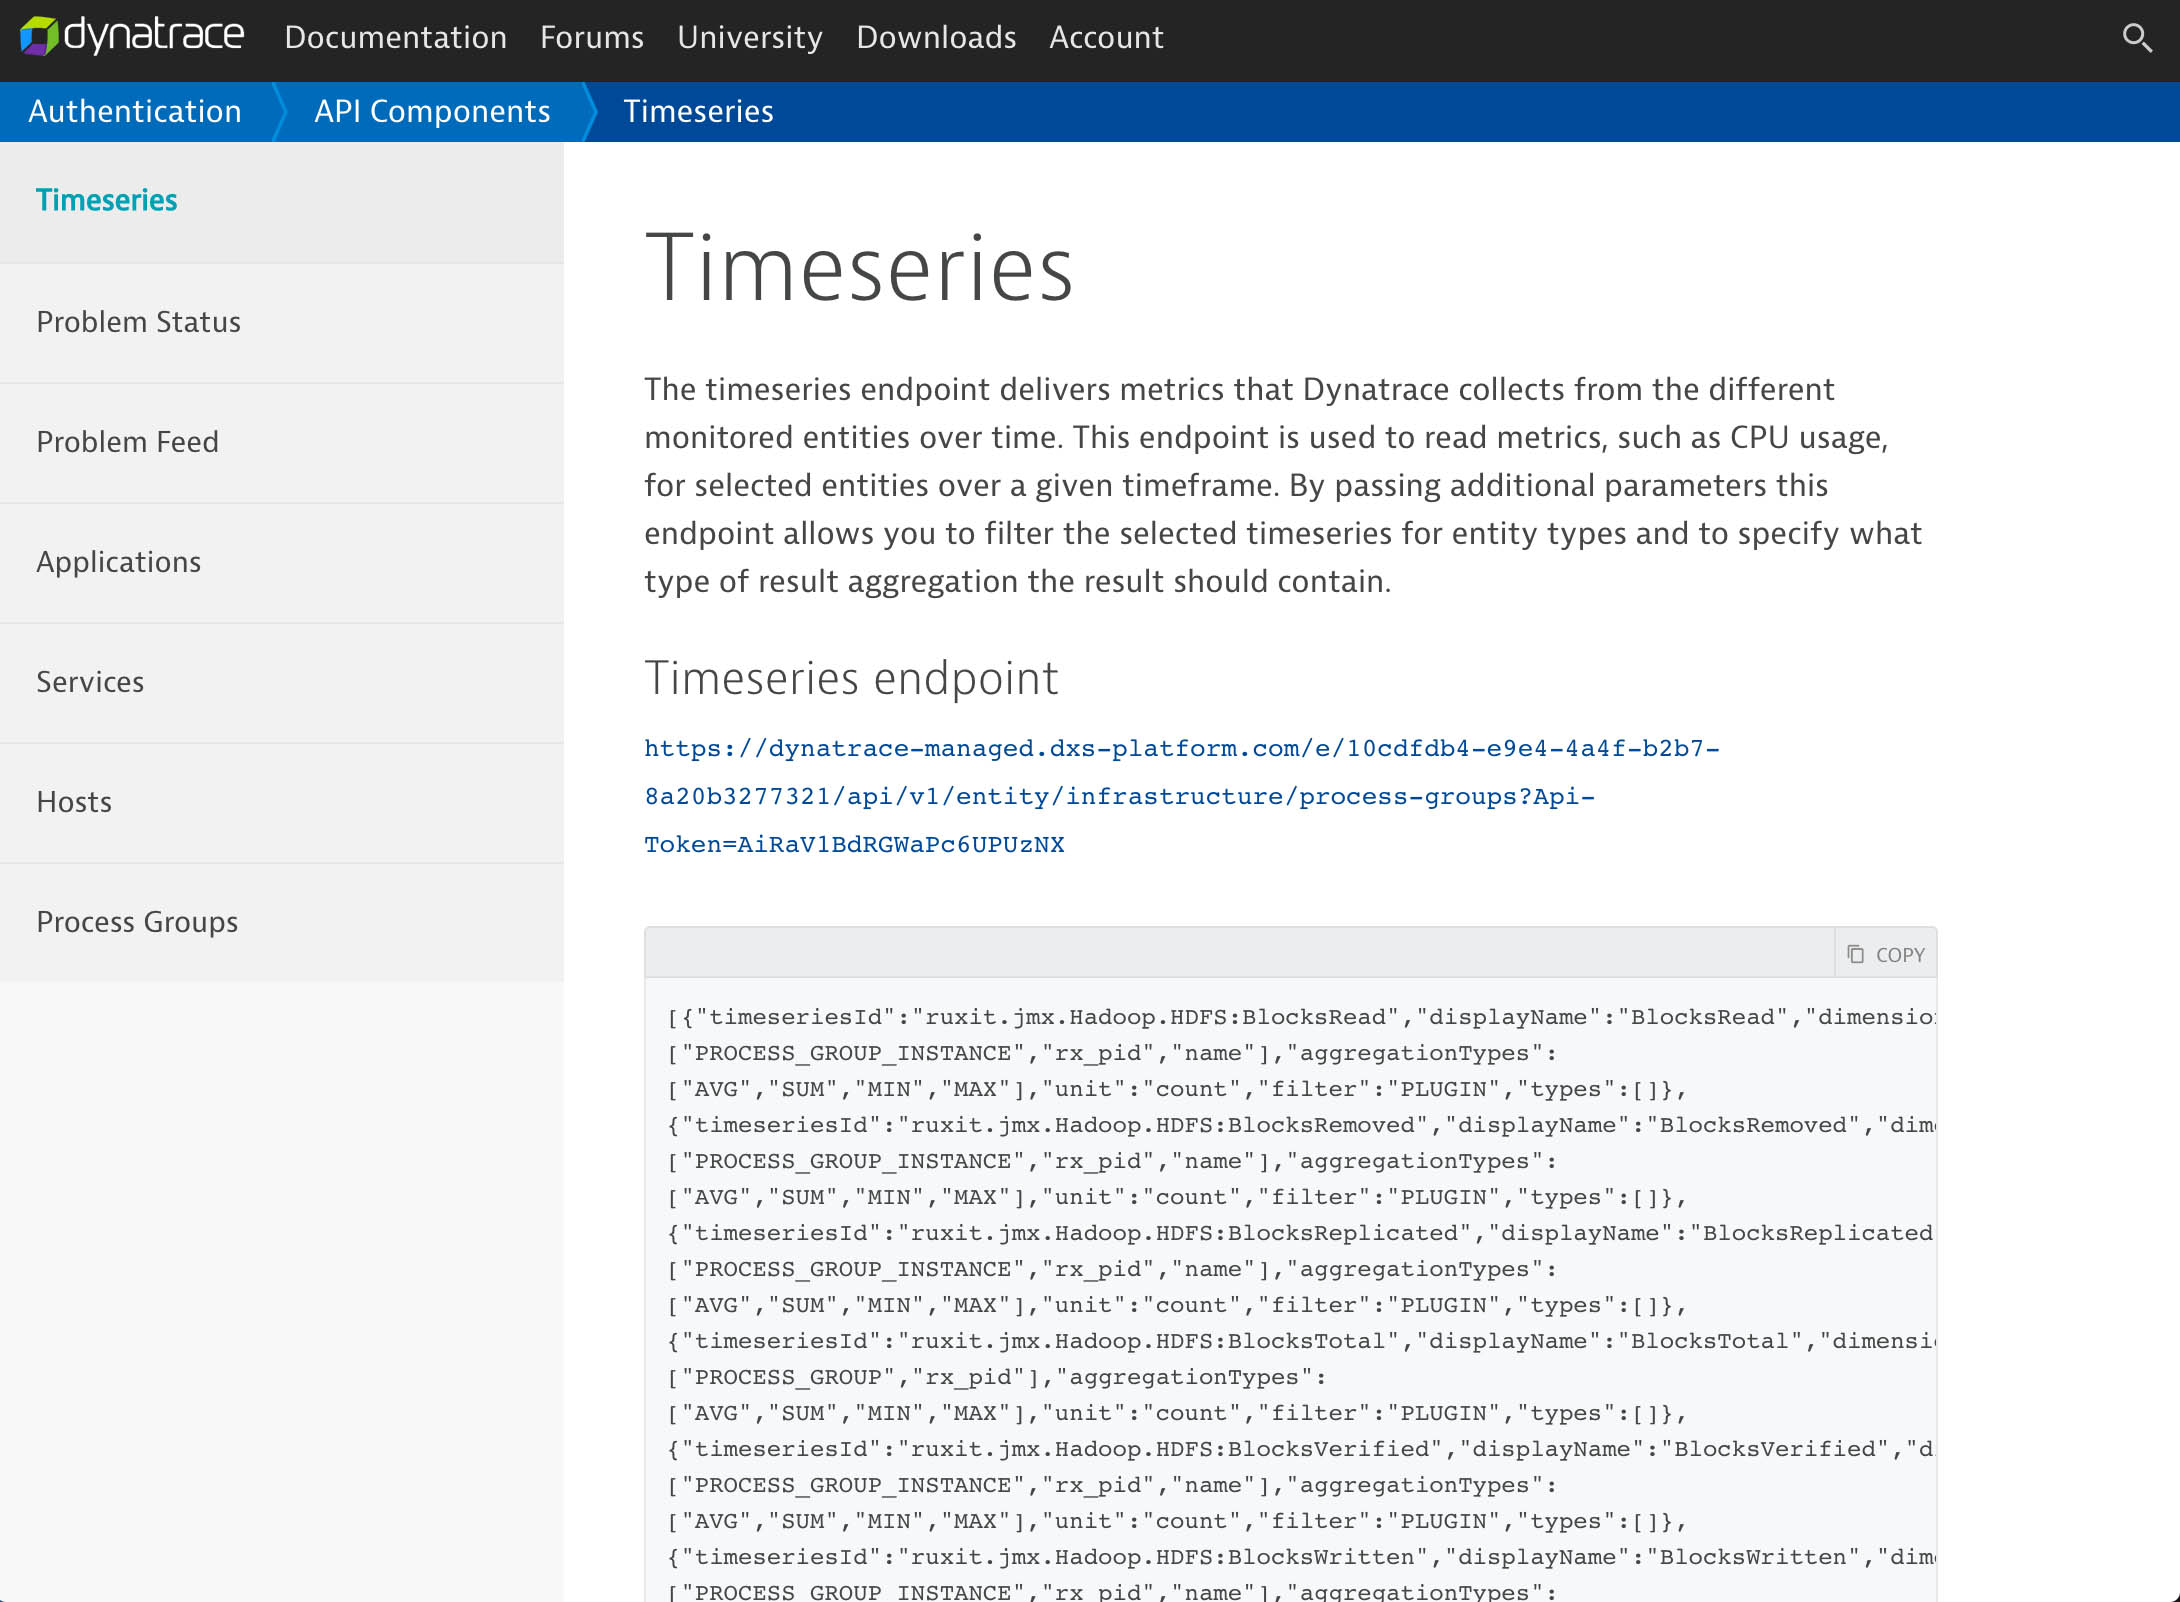 dynatrace Documentation Forums University Downloads Account
Authentication API Components Timeseries
Timeseries
Problem Status
Problem Feed
Applications
Services
Hosts
Process Groups
Timeseries
The timeseries endpoint delivers metrics that Dynatrace collects from the different
monitored entities over time. This endpoint is used to read metrics, such as CPU usage,
for selected entities over a given timeframe. By passing additional parameters this
endpoint allows you to filter the selected timeseries for entity types and to specify what
type of result aggregation the result should contain.
Timeseries endpoint
https://dynatrace-managed.dxs-platform.com/e/10cdfdb4-e9e4-4a4f-b2b7-
8a20b3277321/api/v1/entity/infrastructure/process-groups?Api-
Token=AiRaV1BdRGWaPc6UPUzNX
COPY
[{"timeseriesId":"ruxit.jmx.Hadoop.HDFS:BlocksRead","displayName":"BlocksRead","dimensio
["PROCESS_GROUP_INSTANCE","rx_pid","name"],"aggregationTypes":
["AVG","SUM","MIN","MAX"],"unit":"count","filter":"PLUGIN","types":[]},
{"timeseriesId":"ruxit.jmx.Hadoop.HDFS:BlocksRemoved","displayName":"BlocksRemoved","dim
["PROCESS_GROUP_INSTANCE","rx_pid","name"],"aggregationTypes":
["AVG","SUM","MIN","MAX"],"unit":"count","filter":"PLUGIN","types":[]},
{"timeseriesId":"ruxit.jmx.Hadoop.HDFS:BlocksReplicated","displayName":"BlocksReplicated
["PROCESS_GROUP_INSTANCE","rx_pid","name"],"aggregationTypes":
["AVG","SUM","MIN","MAX"],"unit":"count","filter":"PLUGIN","types":[]},
{"timeseriesId":"ruxit.jmx.Hadoop.HDFS:BlocksTotal","displayName":"BlocksTotal","dimensi
["PROCESS_GROUP","rx_pid"],"aggregationTypes":
["AVG","SUM","MIN","MAX"],"unit":"count","filter":"PLUGIN","types":[]},
{"timeseriesId":"ruxit.jmx.Hadoop.HDFS:BlocksVerified","displayName":"BlocksVerified","d
["PROCESS_GROUP_INSTANCE","rx_pid","name"],"aggregationTypes":
["AVG","SUM","MIN","MAX"],"unit":"count","filter":"PLUGIN","types":[]},
{"timeseriesId":"ruxit.jmx.Hadoop.HDFS:BlocksWritten","displayName":"BlocksWritten","dim
["PROCESS_GROUP_INSTANCE","rx_pid","name"],"aggregationTypes":